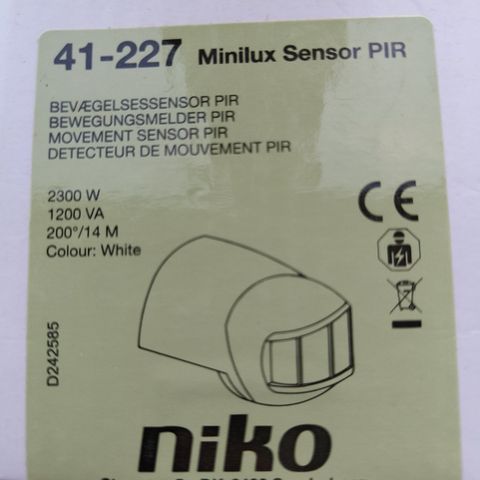 41-227 Minilux Sensor PIR
BEVÆGELSESSENSOR PIR
BEWEGUNGSMELDER PIR
MOVEMENT SENSOR PIR
DETECTEUR DE MOUVEMENT PIR
2300 W
1200 VA
200°/14 M
Colour: White
CE
D242585
niko